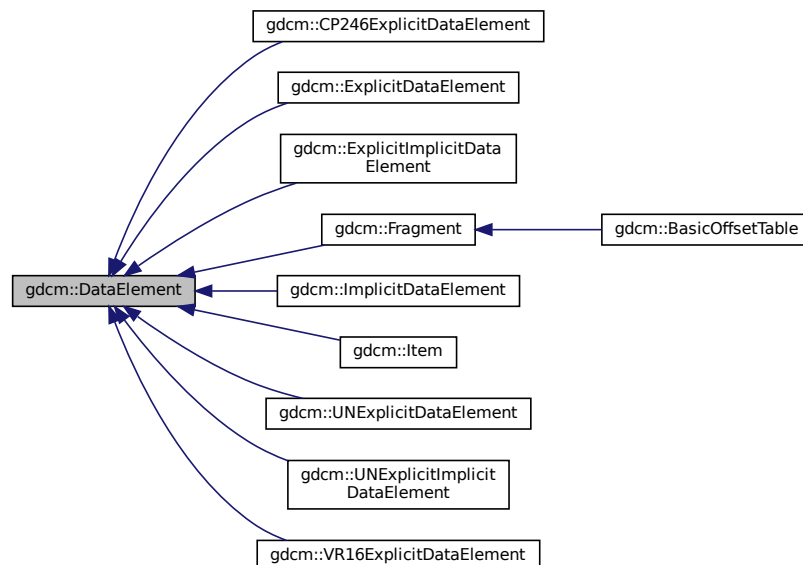 gdcm::CP246ExplicitDataElement
gdcm::ExplicitDataElement
gdcm::ExplicitImplicitData
Element
gdcm::Fragment
gdcm::BasicOffsetTable
gdcm::DataElement
gdcm::ImplicitDataElement
gdcm::Item
gdcm::UNExplicitDataElement
gdcm::UNExplicitImplicit
DataElement
gdcm::VR16ExplicitDataElement